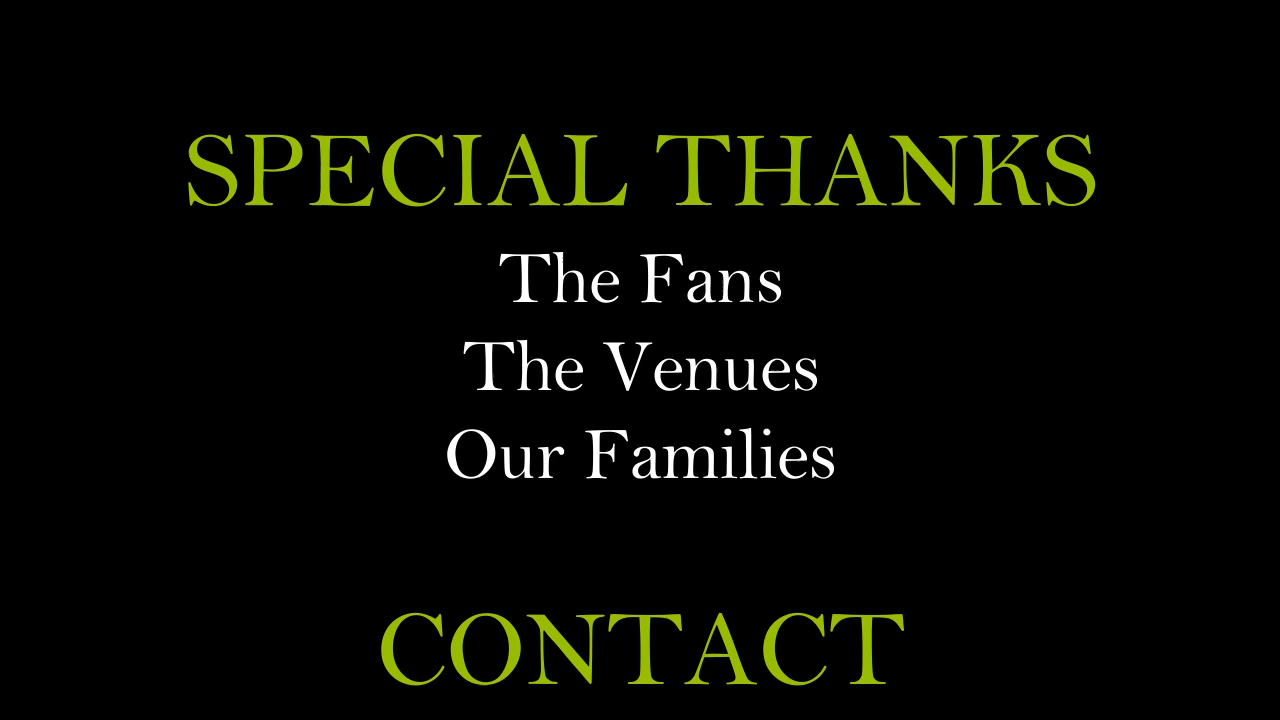 SPECIAL THANKS
The Fans
The Venues
Our Families
CONTACT